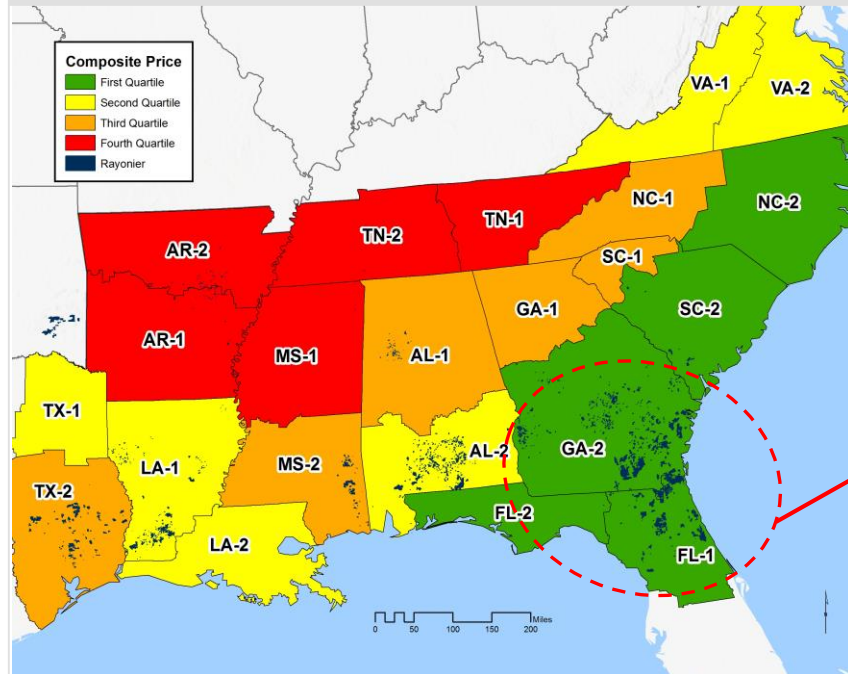 Composite Price
First Quartile
Second Quartile
Third Quartile
Fourth Quartile
Rayonier
VA-1
VA-2
NC-1
NC-2
TN-1
TN-2
AR-2
SC-1
SC-2
GA-1
AR-1
MS-1
AL-1
TX-1
GA-2
AL-2
MS-2
LA-1
TX-2
FL-2
LA-2
FL-1
Miles
0 50 100 150 200